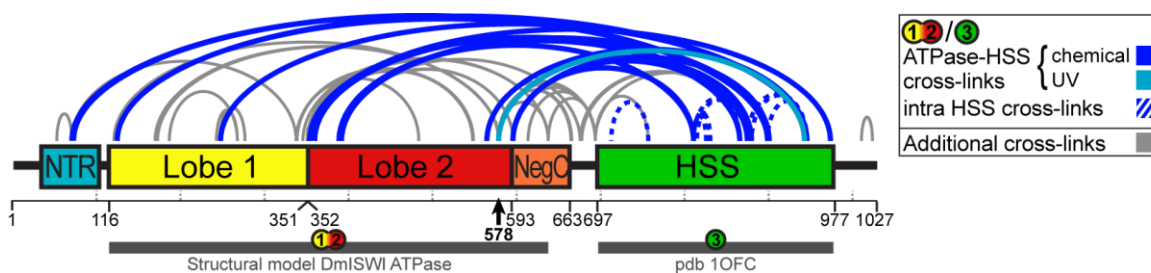 1 2 / 3
ATPase-HSS { chemical
cross-links UV
intra HSS cross-links
Additional cross-links
NTR Lobe 1 Lobe 2 NegC HSS
1 116 351 352 578 593 663 697 977 1027
1 2 3
Structural model DmISWI ATPase pdb 1OFC